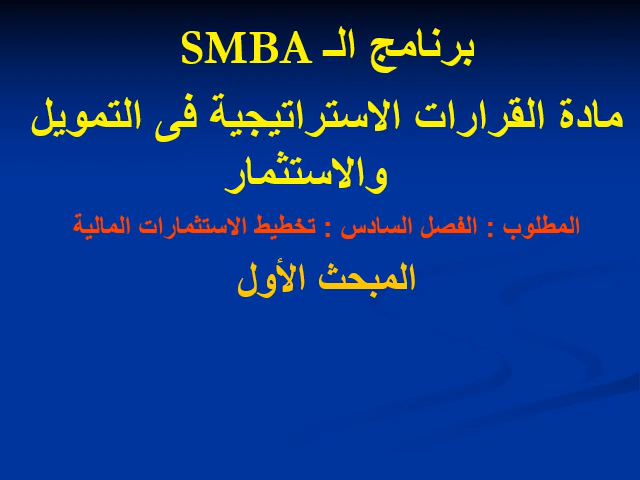 برنامج الـ SMBA
مادة القرارات الاستراتيجية فى التمويل
والاستثمار
المطلوب : الفصل السادس : تخطيط الاستثمارات المالية
المبحث الأول